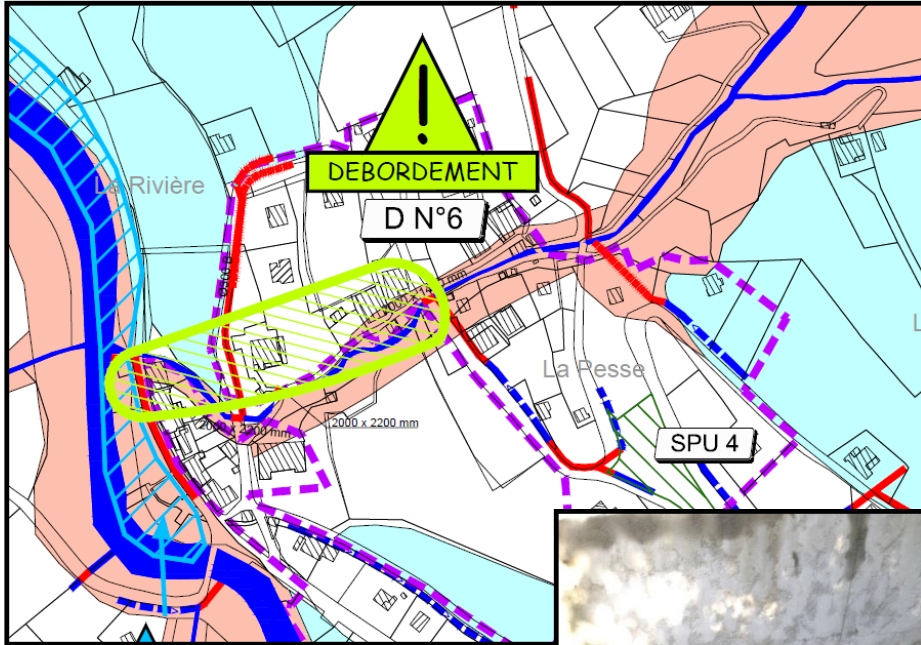 DEBORDEMENT
La Rivière
D N°6
La Pesse
2000 x 2200 mm
2000 x 2200 mm
SPU 4
L